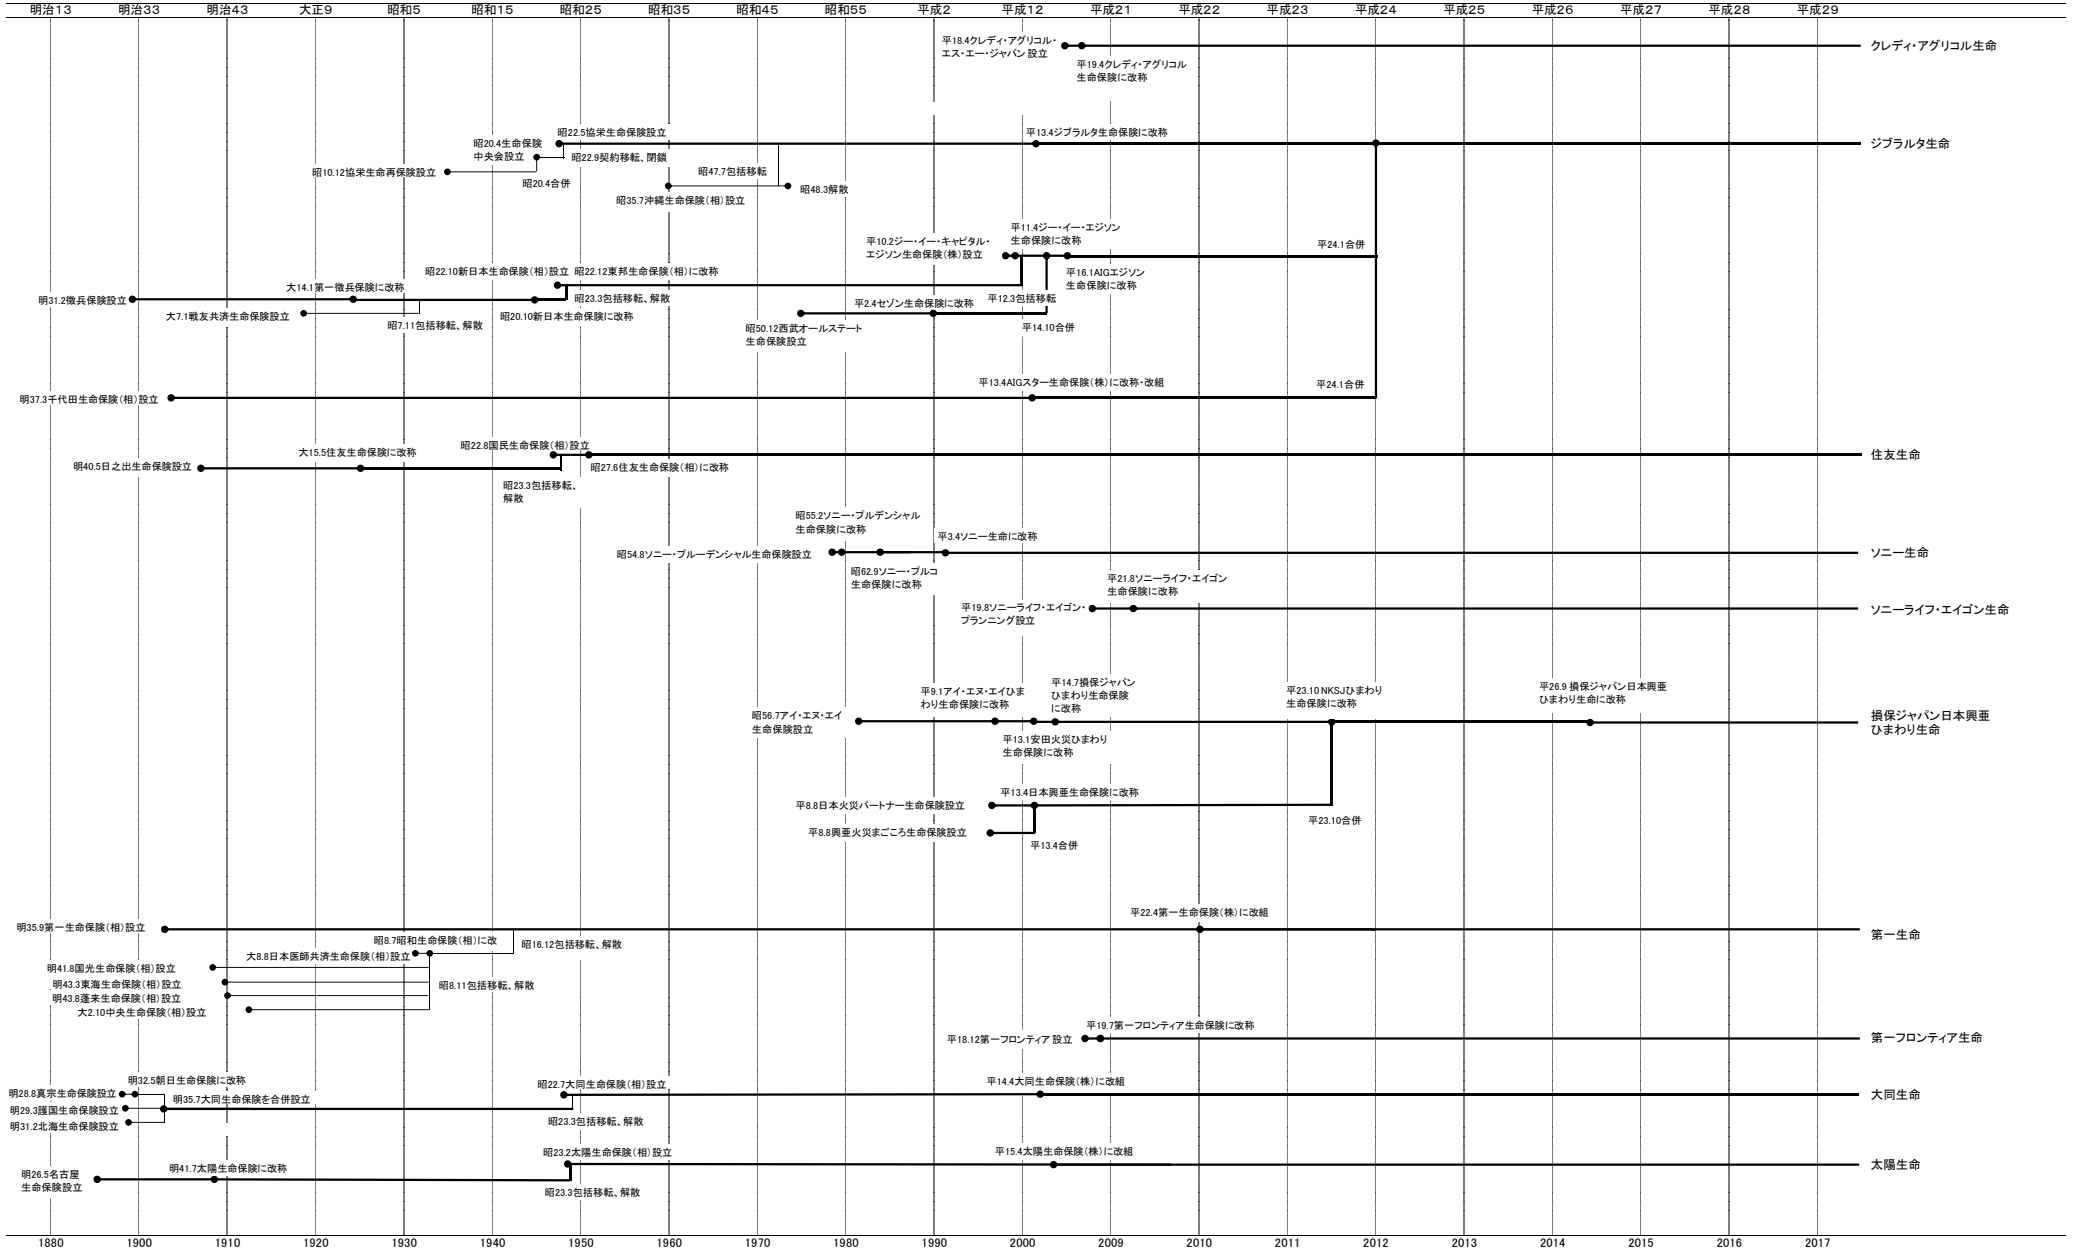 明治13 明治33 明治43 大正9 昭和5 昭和15 昭和25 昭和35 昭和45 昭和55 平成2 平成12 平成21 平成22 平成23 平成24 平成25 平成26 平成27 平成28 平成29
平18.4クレディ・アグリコル・
エス・エー・ジャパン 設立
平19.4クレディ・アグリコル
生命保険に改称
クレディ・アグリコル生命
昭22.5協栄生命保険設立
昭20.4生命保険
中央会設立
昭22.9契約移転、閉鎖
昭10.12協栄生命再保険設立
昭20.4合併
昭47.7包括移転
昭48.3解散
昭35.7沖縄生命保険(相)設立
平13.4ジブラルタ生命保険に改称
ジブラルタ生命
平10.2ジー・イー・キャピタル・
エジソン生命保険(株)設立
平11.4ジー・イー・エジソン
生命保険に改称
平24.1合併
昭22.10新日本生命保険(相)設立
昭22.12東邦生命保険(相)に改称
平16.1AIGエジソン
生命保険に改称
大14.1第一徴兵保険に改称
明31.2徴兵保険設立
昭23.3包括移転、解散
平2.4セゾン生命保険に改称
平12.3包括移転
大7.1戦友共済生命保険設立
昭7.11包括移転、解散
昭20.10新日本生命保険に改称
昭50.12西武オールステート
生命保険設立
平14.10合併
平13.4AIGスター生命保険(株)に改称・改組
平24.1合併
明37.3千代田生命保険(相)設立
昭22.8国民生命保険(相)設立
大15.5住友生命保険に改称
明40.5日之出生命保険設立
昭27.6住友生命保険(相)に改称
昭23.3包括移転、
解散
住友生命
昭55.2ソニー・プルデンシャル
生命保険に改称
平3.4ソニー生命に改称
昭54.8ソニー・プルーデンシャル生命保険設立
昭62.9ソニー・プルコ
生命保険に改称
ソニー生命
平21.8ソニーライフ・エイゴン
生命保険に改称
平19.8ソニーライフ・エイゴン・
プランニング設立
ソニーライフ・エイゴン生命
平9.1アイ・エヌ・エイひま
わり生命保険に改称
平14.7損保ジャパン
ひまわり生命保険
に改称
平23.10 NKSJひまわり
生命保険に改称
平26.9 損保ジャパン日本興亜
ひまわり生命に改称
昭56.7アイ・エヌ・エイ
生命保険設立
平13.1安田火災ひまわり
生命保険に改称
損保ジャパン日本興亜
ひまわり生命
平13.4日本興亜生命保険に改称
平8.8日本火災パートナー生命保険設立
平23.10合併
平8.8興亜火災まごころ生命保険設立
平13.4合併
平22.4第一生命保険(株)に改組
明35.9第一生命保険(相)設立
第一生命
昭8.7昭和生命保険(相)に改
昭16.12包括移転、解散
大8.8日本医師共済生命保険(相)設立
明41.8国光生命保険(相)設立
明43.3東海生命保険(相)設立
昭8.11包括移転、解散
明43.8蓬来生命保険(相)設立
大2.10中央生命保険(相)設立
平19.7第一フロンティア生命保険に改称
平18.12第一フロンティア 設立
第一フロンティア生命
明32.5朝日生命保険に改称
明28.8真宗生命保険設立
明35.7大同生命保険を合併設立
明29.3護国生命保険設立
明31.2北海生命保険設立
昭22.7大同生命保険(相)設立
昭23.3包括移転、解散
平14.4大同生命保険(株)に改組
大同生命
昭23.2太陽生命保険(相)設立
平15.4太陽生命保険(株)に改組
明41.7太陽生命保険に改称
明26.5名古屋
生命保険設立
昭23.3包括移転、解散
太陽生命
1880 1900 1910 1920 1930 1940 1950 1960 1970 1980 1990 2000 2009 2010 2011 2012 2013 2014 2015 2016 2017